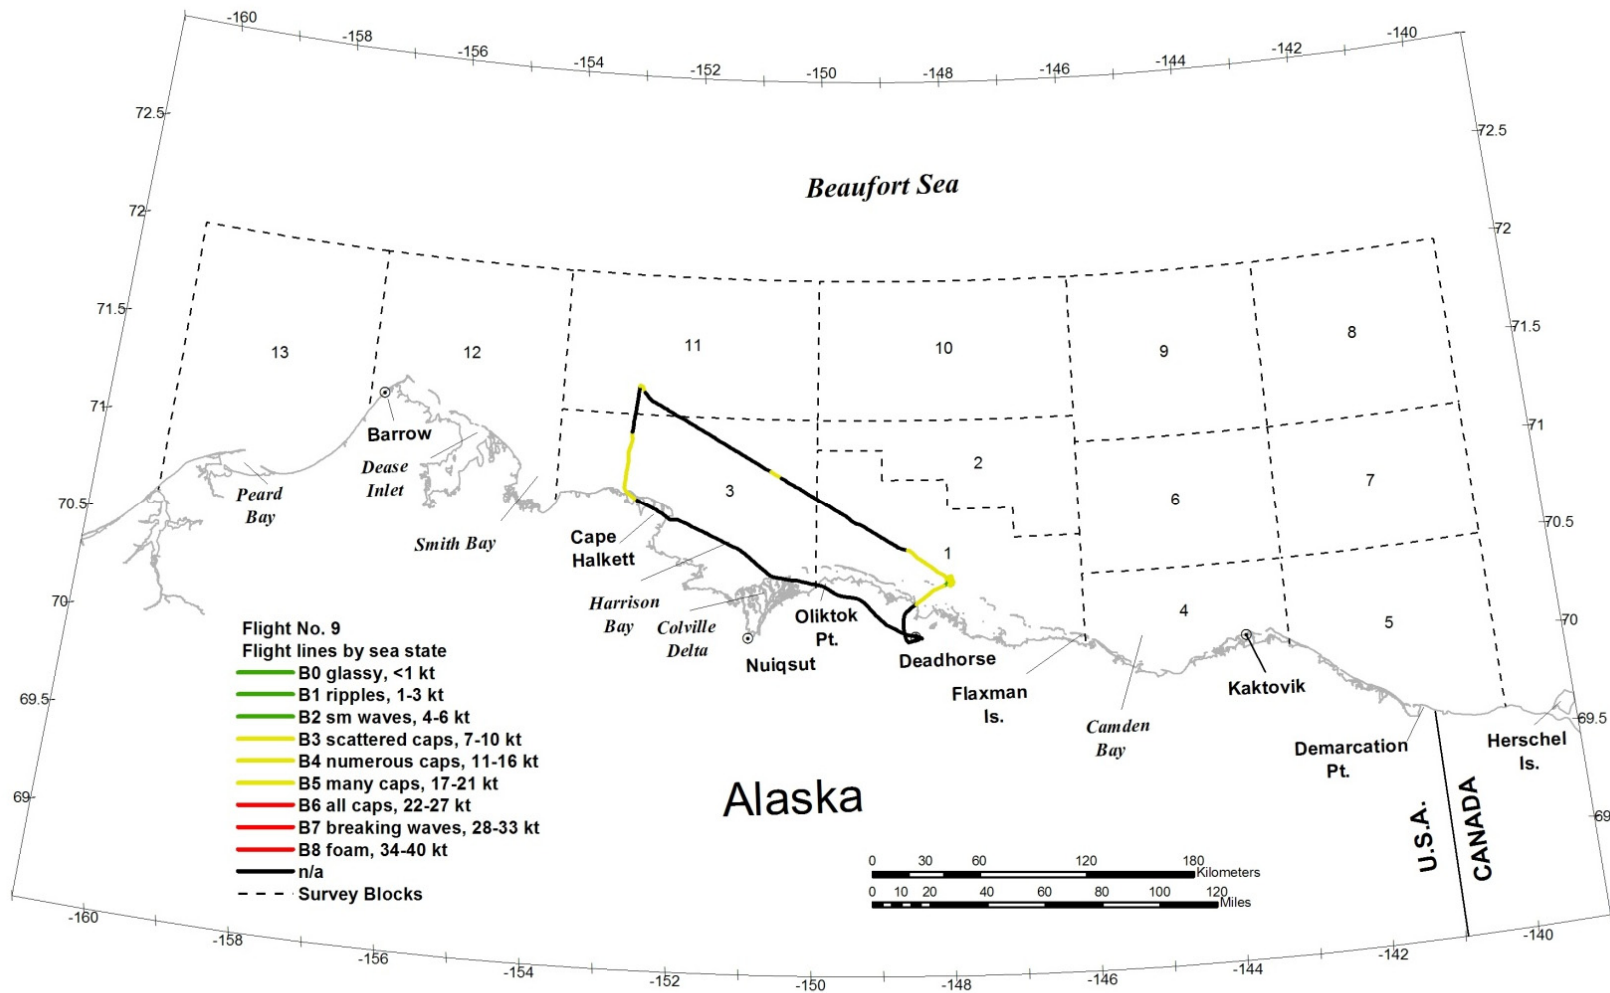 -160
-158
-156
-154
-152
-150
-148
-146
-144
-142
-140
72.5
72.5
Beaufort Sea
72
72
71.5
71.5
13
12
11
10
9
8
71
71
Barrow
Dease
Inlet
Peard
Bay
Smith Bay
3
2
1
6
7
70.5
70.5
Cape
Halkett
Harrison
Bay
Colville
Delta
Oliktok
Pt.
Nuiqsut
Deadhorse
4
5
70
70
Flaxman
Is.
Kaktovik
Camden
Bay
Demarcation
Pt.
Herschel
Is.
69.5
69.5
Flight No. 9
Flight lines by sea state
B0 glassy, <1 kt
B1 ripples, 1-3 kt
B2 sm waves, 4-6 kt
B3 scattered caps, 7-10 kt
B4 numerous caps, 11-16 kt
B5 many caps, 17-21 kt
B6 all caps, 22-27 kt
B7 breaking waves, 28-33 kt
B8 foam, 34-40 kt
n/a
Survey Blocks
Alaska
U.S.A.
CANADA
69
69
0 30 60 120 180
Kilometers
0 10 20 40 60 80 100 120
Miles
-160
-158
-156
-154
-152
-150
-148
-146
-144
-142
-140